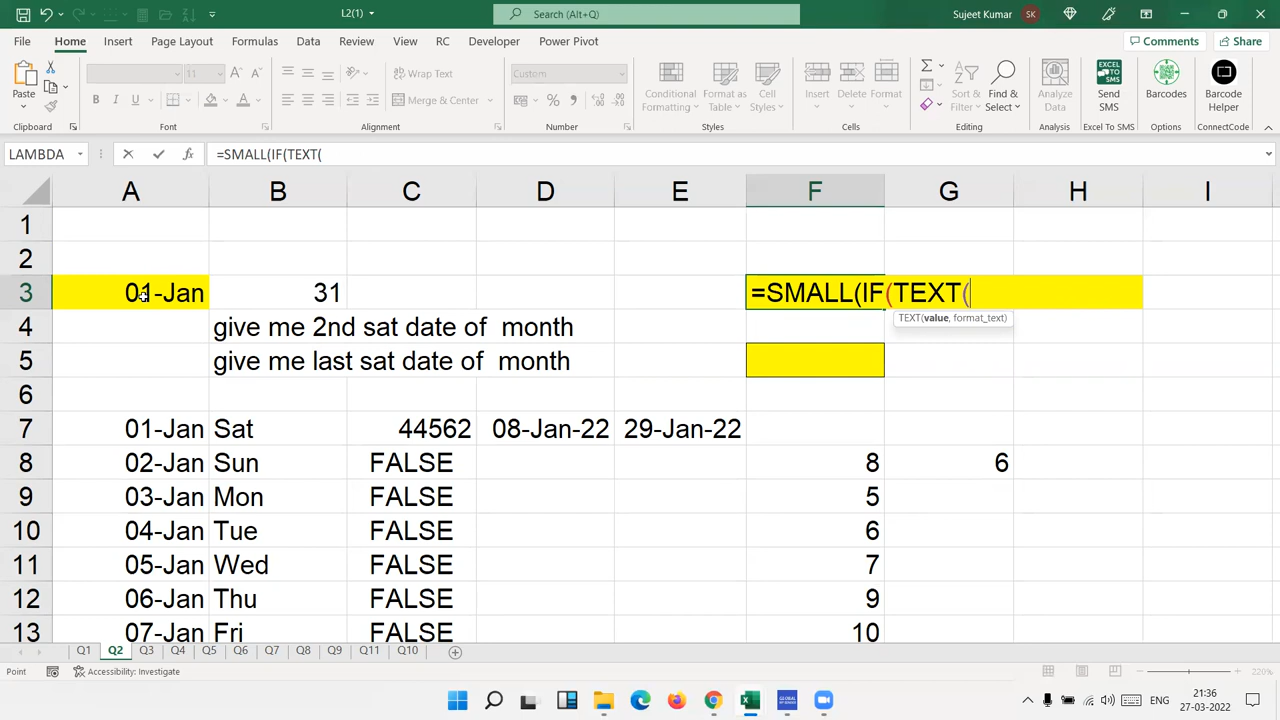 L2(1)
Search (Alt+Q)
Sujeet Kumar SK
File Home Insert Draw Page Layout Formulas Data Review View RC Developer Power Pivot Comments Share
Paste
Custom
Wrap Text
Merge & Center
Conditional Formatting
Format as Table
Cell Styles
Insert Delete Format
Sort & Filter
Find & Select
Analyze Data
Send SMS
Barcodes
Barcode Helper
Clipboard Font Alignment Number Styles Cells Editing Analysis Excel To SMS Options ConnectCode
LAMBDA =SMALL(IF(TEXT(
A B C D E F G H I
1
2
3 01-Jan 31 =SMALL(IF(TEXT(
TEXT(value, format_text)
4 give me 2nd sat date of month
5 give me last sat date of month
6
7 01-Jan Sat 44562 08-Jan-22 29-Jan-22
8 02-Jan Sun FALSE 8 6
9 03-Jan Mon FALSE 5
10 04-Jan Tue FALSE 6
11 05-Jan Wed FALSE 7
12 06-Jan Thu FALSE 9
13 07-Jan Fri FALSE 10
Q1 Q2 Q3 Q4 Q5 Q6 Q7 Q8 Q9 Q11 Q10
Point Accessibility: Investigate 220%
ENG 21:36
27-03-2022